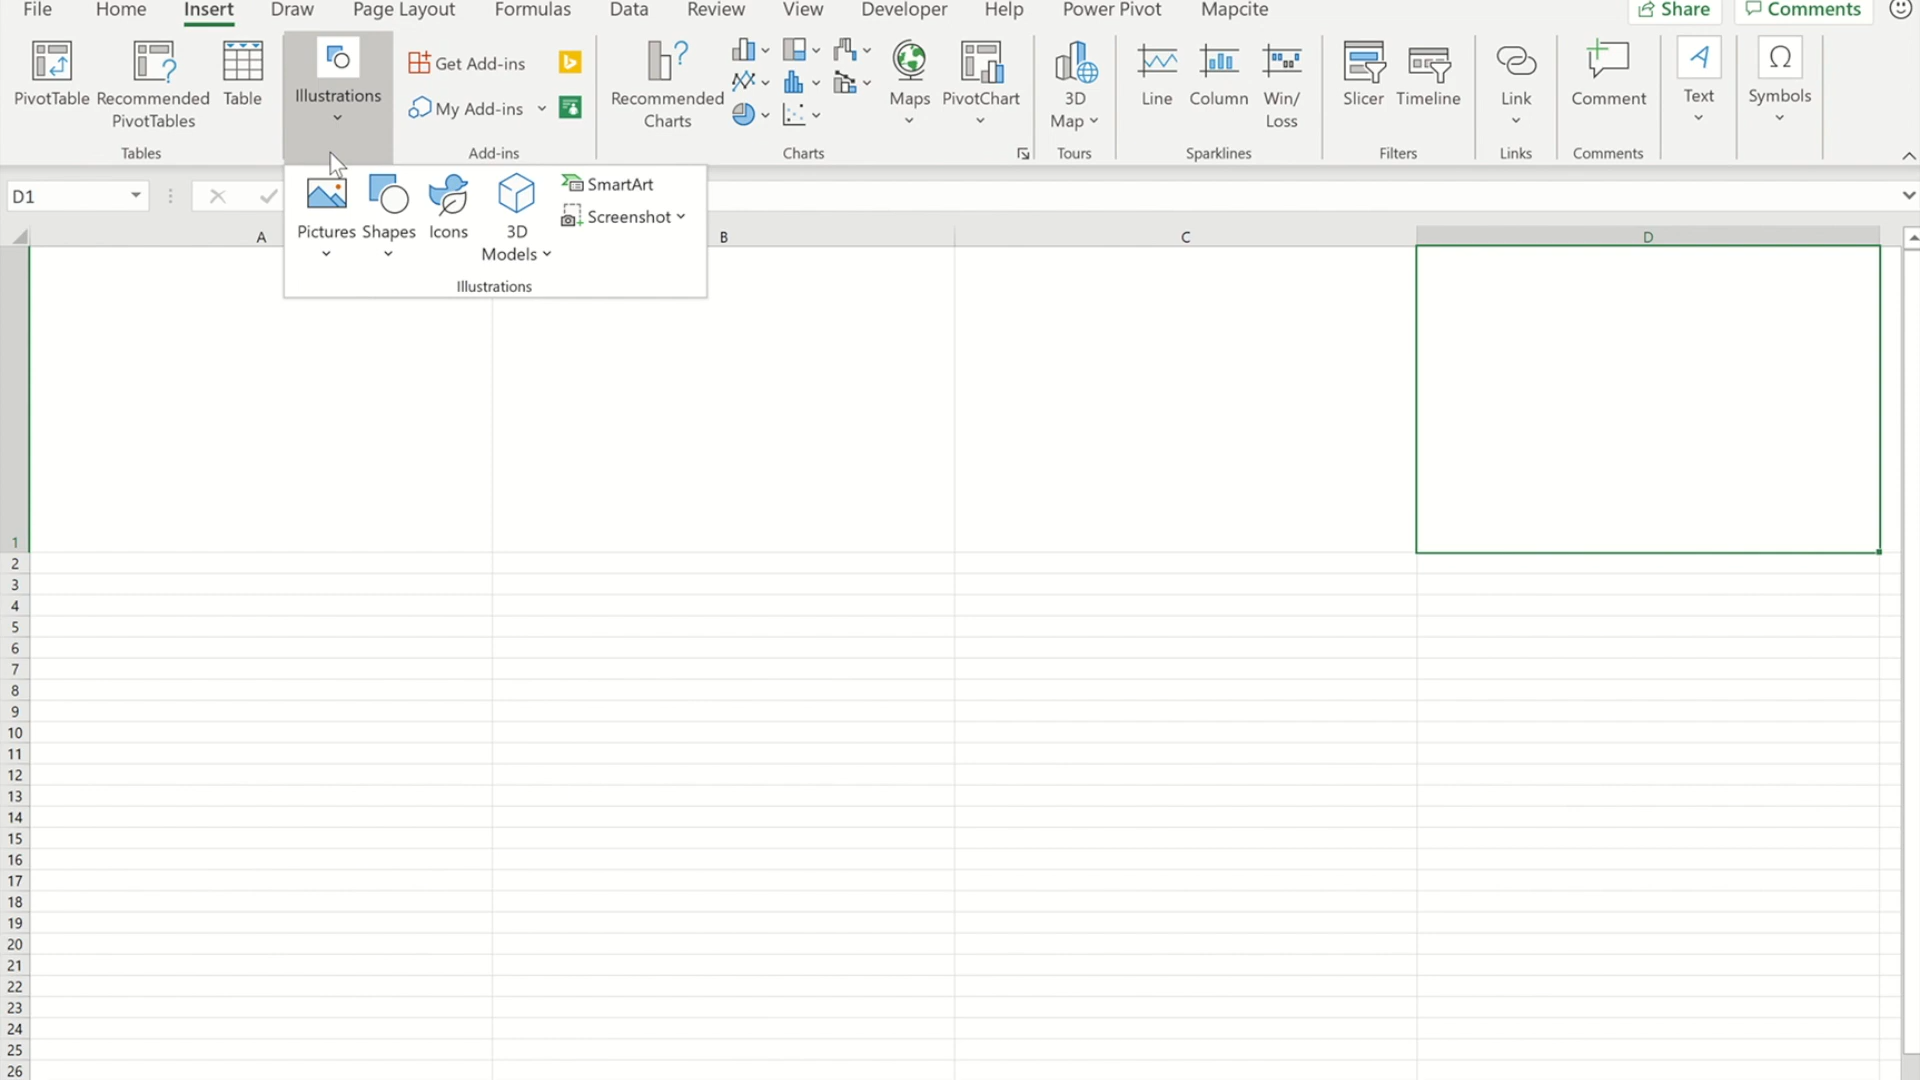 File Home Insert Draw Page Layout Formulas Data Review View Developer Help Power Pivot Mapcite Share Comments
PivotTable
Recommended
PivotTables
Table
Tables
Illustrations
Get Add-ins
My Add-ins
Add-ins
Recommended
Charts
Maps
PivotChart
Charts
3D
Map
Tours
Line
Column
Win/
Loss
Sparklines
Slicer
Timeline
Filters
Link
Links
Comment
Comments
Text
Symbols
D1
Pictures
Shapes
Icons
3D
Models
SmartArt
Screenshot
Illustrations
A B C D
1
2
3
4
5
6
7
8
9
10
11
12
13
14
15
16
17
18
19
20
21
22
23
24
25
26